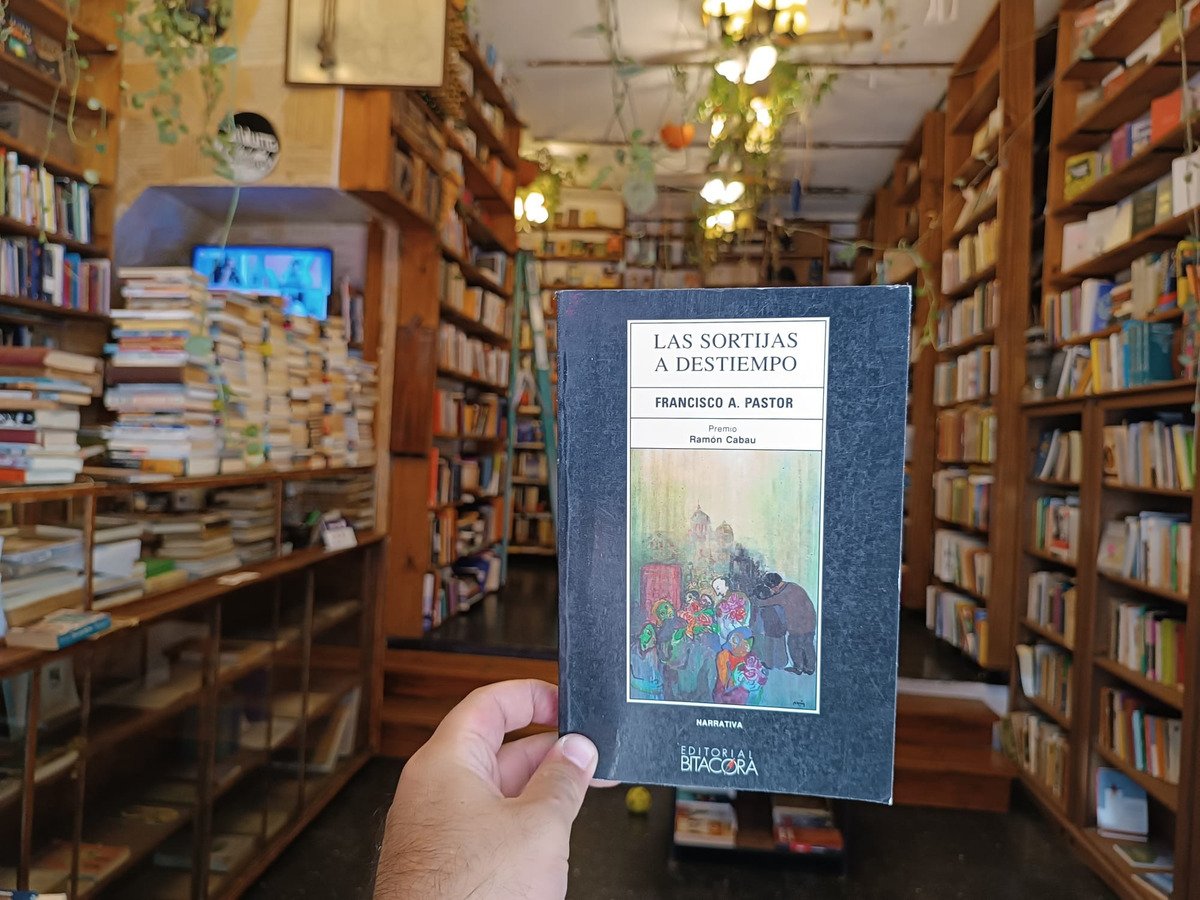 LAS SORTIJAS
A DESTIEMPO
FRANCISCO A. PASTOR
Premio
Ramón Cabau
NARRATIVA
EDITORIAL
BITACORA